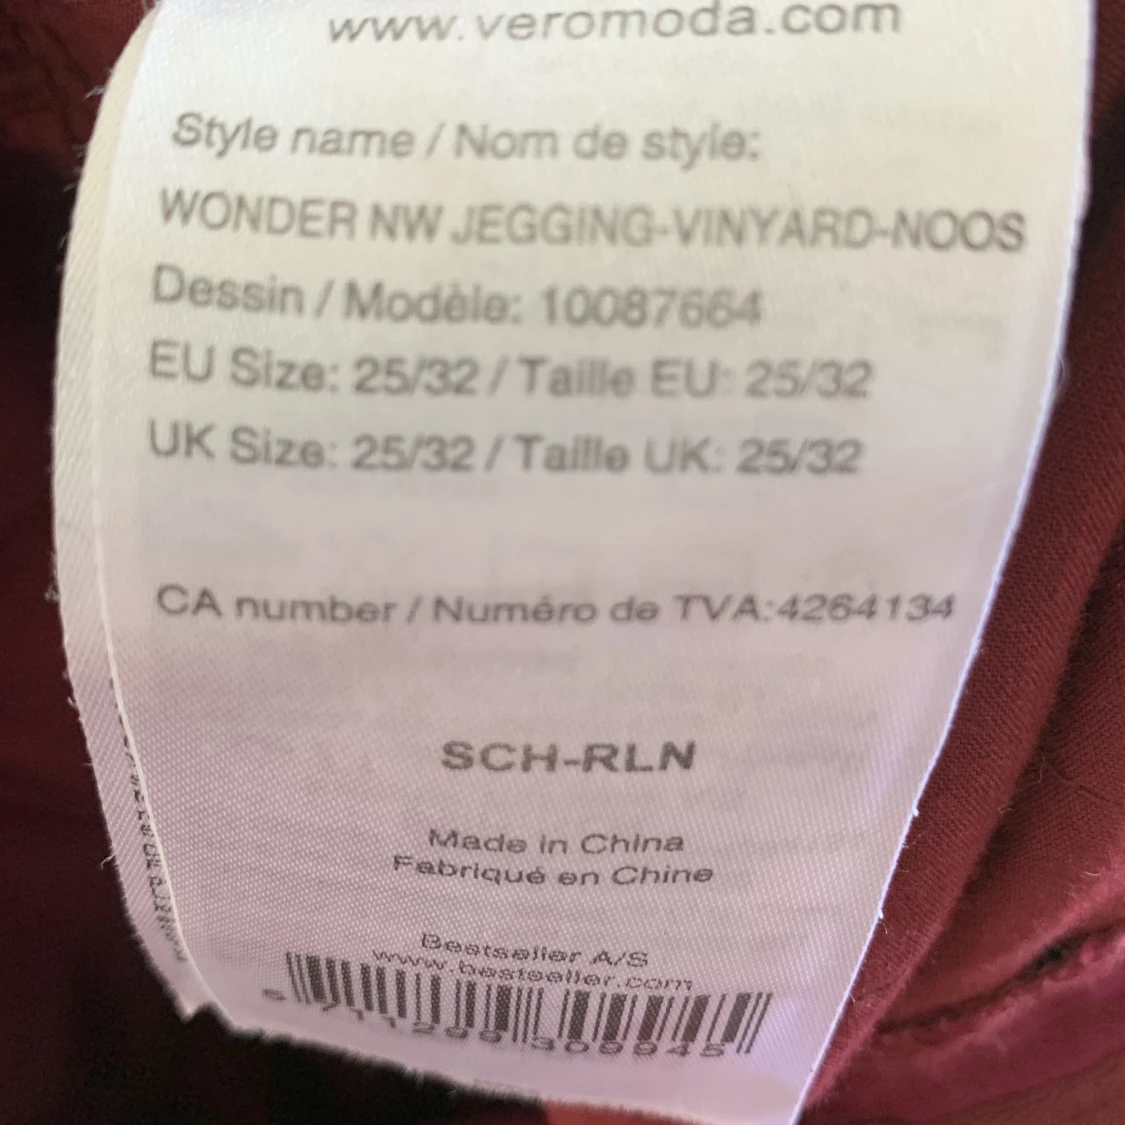 www.veromoda.com
Style name / Nom de style:
WONDER NW JEGGING-VINYARD-NOOS
Dessin / Modèle: 10087664
EU Size: 25/32 / Taille EU: 25/32
UK Size: 25/32 / Taille UK: 25/32
CA number / Numéro de TVA:4264134
SCH-RLN
Made in China
Fabriqué en Chine
Bestseller A/S
www.bestseller.com